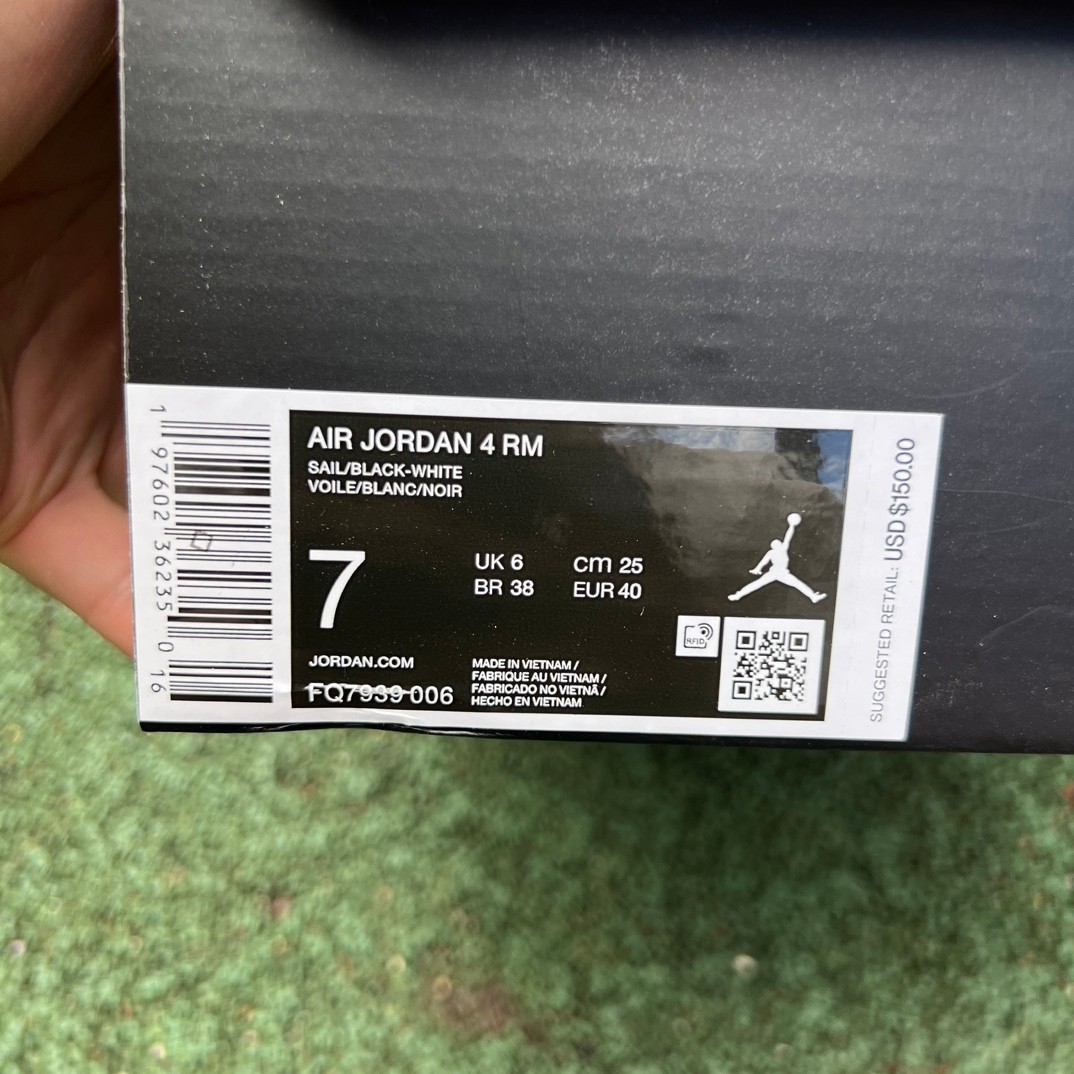 AIR JORDAN 4 RM
SAIL/BLACK-WHITE
VOILE/BLANC/NOIR
7
UK 6
cm 25
BR 38
EUR 40
RFID
JORDAN.COM
FQ7939 006
MADE IN VIETNAM /
FABRIQUE AU VIETNAM /
FABRICADO NO VIETNÃ /
HECHO EN VIETNAM
1 97602 36235 0 16
SUGGESTED RETAIL: USD $150.00